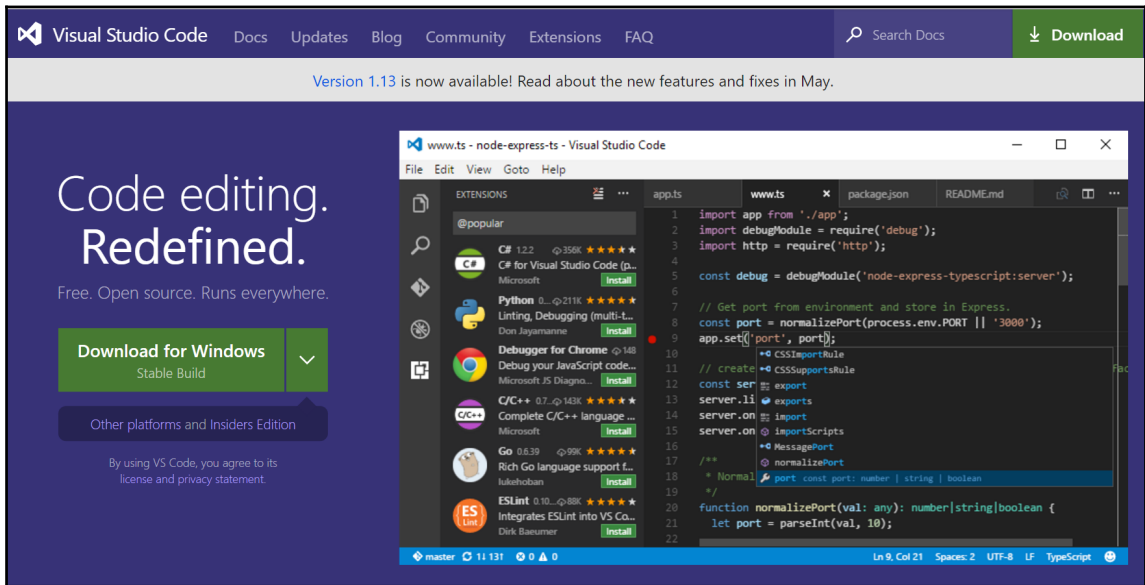 Visual Studio Code Docs Updates Blog Community Extensions FAQ Search Docs Download
Version 1.13 is now available! Read about the new features and fixes in May.
Code editing.
Redefined.
Free. Open source. Runs everywhere.
Download for Windows
Stable Build
Other platforms and Insiders Edition
By using VS Code, you agree to its
license and privacy statement.
www.ts - node-express-ts - Visual Studio Code
File Edit View Goto Help
EXTENSIONS
@popular
C# 1.2.2 356K
C# for Visual Studio Code (p...
Microsoft Install
Python 0... 211K
Linting, Debugging (multi-t...
Don Jayamanne Install
Debugger for Chrome 148
Debug your JavaScript code...
Microsoft JS Diagno... Install
C/C++ 0.7... 143K
Complete C/C++ language ...
Microsoft Install
Go 0.6.39 99K
Rich Go language support f...
lukehoban Install
ESLint 0.10... 88K
Integrates ESLint into VS Co...
Dirk Baeumer Install
C#
C/C++
ES
Lint
app.ts www.ts package.json README.md
1 import app from './app';
2 import debugModule = require('debug');
3 import http = require('http');
4
5 const debug = debugModule('node-express-typescript:server');
6
7 // Get port from environment and store in Express.
8 const port = normalizePort(process.env.PORT || '3000');
9 app.set('port', port);
10
11 // create
12 const ser
13 server.li
14 server.on
15 server.on
16
17 /**
18 * Normal
19 */
20 function normalizePort(val: any): number|string|boolean {
21 let port = parseInt(val, 10);
22
CSSImportRule
CSSSupportsRule
export
exports
import
importScripts
MessagePort
normalizePort
port const port: number | string | boolean
master 1↓ 13↑ 0 0 Ln 9, Col 21 Spaces: 2 UTF-8 LF TypeScript